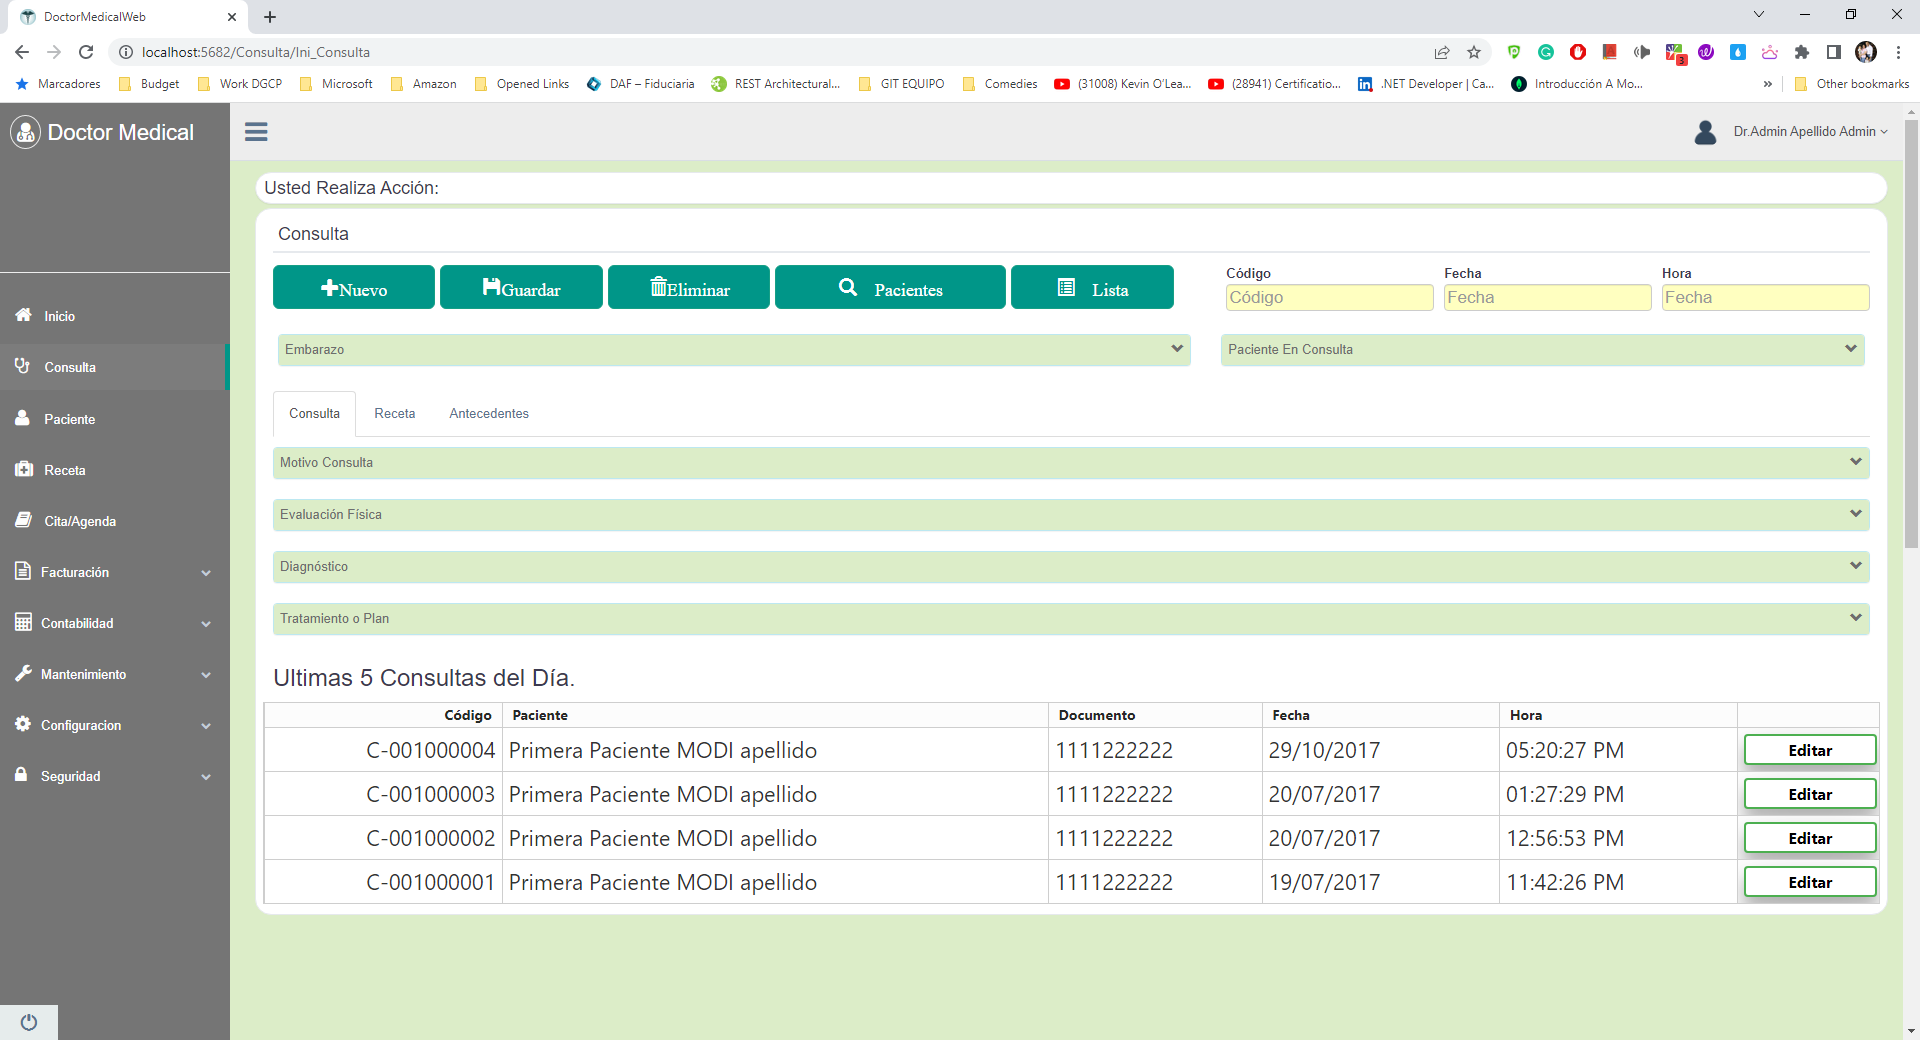 DoctorMedicalWeb
localhost:5682/Consulta/Ini_Consulta
3
Marcadores Budget Work DGCP Microsoft Amazon Opened Links DAF – Fiduciaria REST Architectural... GIT EQUIPO Comedies (31008) Kevin O'Lea... (28941) Certificatio... .NET Developer | Ca... Introducción A Mo... » Other bookmarks
Doctor Medical
Dr.Admin Apellido Admin
Usted Realiza Acción:
Consulta
Nuevo Guardar Eliminar Pacientes Lista
Código Fecha Hora
Código Fecha Fecha
Embarazo Paciente En Consulta
Consulta Receta Antecedentes
Motivo Consulta
Evaluación Física
Diagnóstico
Tratamiento o Plan
Ultimas 5 Consultas del Día.
Código Paciente Documento Fecha Hora
C-001000004 Primera Paciente MODI apellido 1111222222 29/10/2017 05:20:27 PM Editar
C-001000003 Primera Paciente MODI apellido 1111222222 20/07/2017 01:27:29 PM Editar
C-001000002 Primera Paciente MODI apellido 1111222222 20/07/2017 12:56:53 PM Editar
C-001000001 Primera Paciente MODI apellido 1111222222 19/07/2017 11:42:26 PM Editar
Inicio
Consulta
Paciente
Receta
Cita/Agenda
Facturación
Contabilidad
Mantenimiento
Configuracion
Seguridad